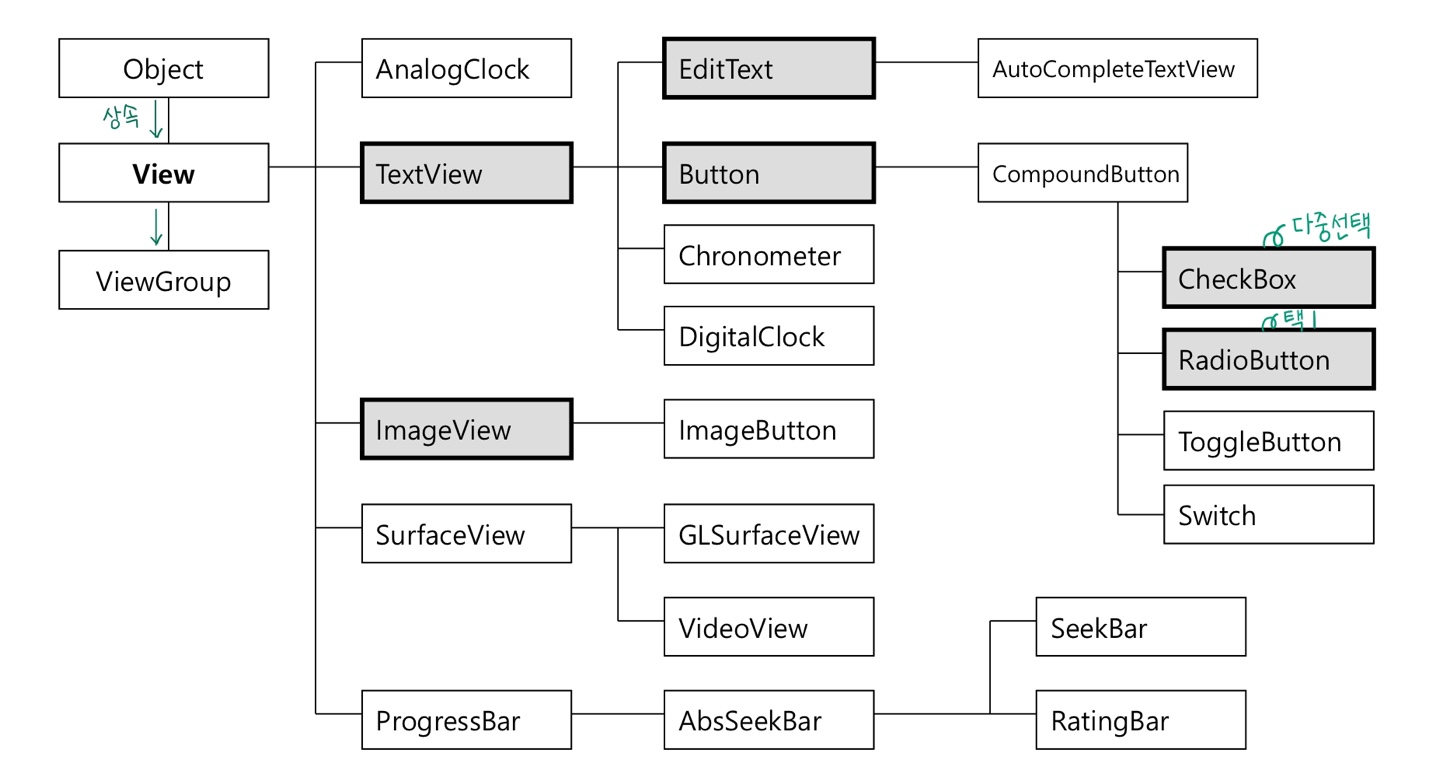 Object
AnalogClock
EditText
AutoCompleteTextView
상속
View
TextView
Button
CompoundButton
다중선택
ViewGroup
Chronometer
CheckBox
택1
DigitalClock
RadioButton
ImageView
ImageButton
ToggleButton
SurfaceView
GLSurfaceView
Switch
VideoView
SeekBar
ProgressBar
AbsSeekBar
RatingBar